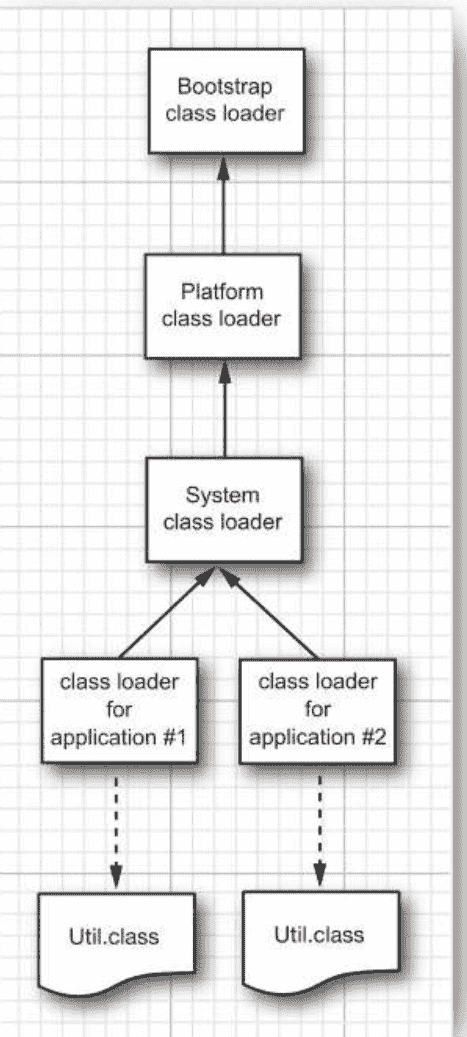 Bootstrap
class loader
Platform
class loader
System
class loader
class loader
for
application #1
class loader
for
application #2
Util.class
Util.class